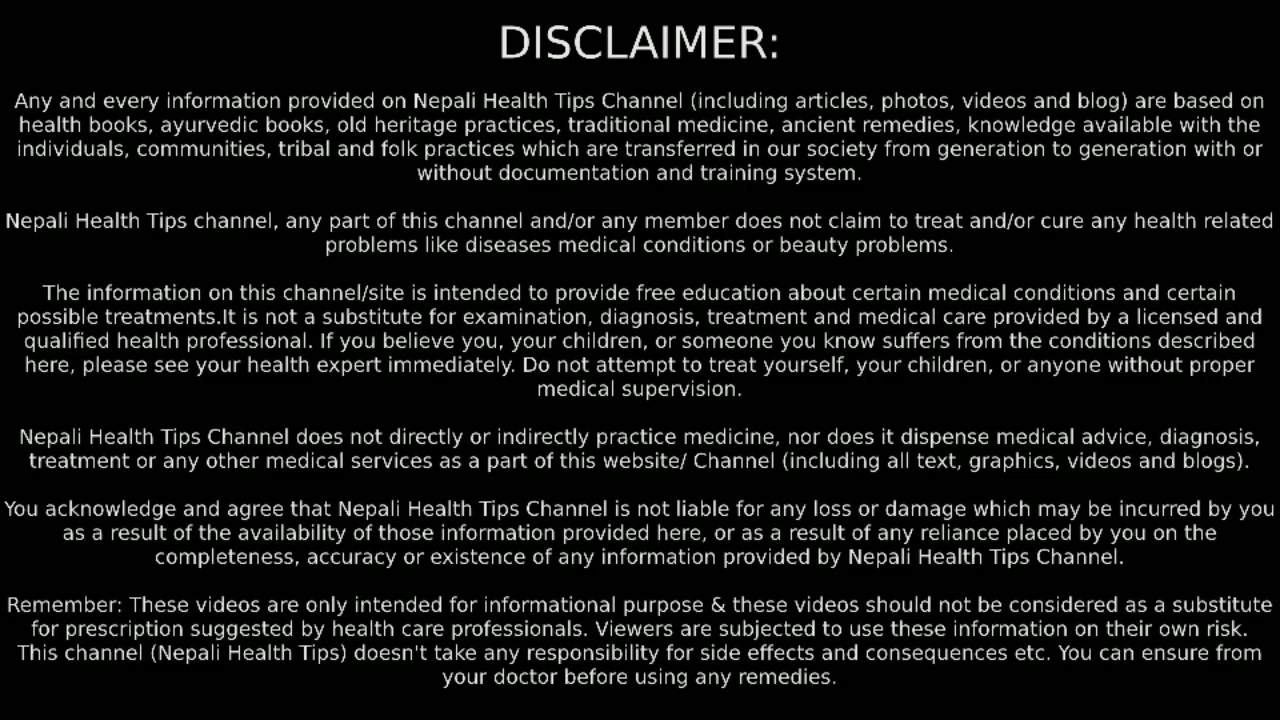 DISCLAIMER:
Any and every information provided on Nepali Health Tips Channel (including articles, photos, videos and blog) are based on
health books, ayurvedic books, old heritage practices, traditional medicine, ancient remedies, knowledge available with the
individuals, communities, tribal and folk practices which are transferred in our society from generation to generation with or
without documentation and training system.
Nepali Health Tips channel, any part of this channel and/or any member does not claim to treat and/or cure any health related
problems like diseases medical conditions or beauty problems.
The information on this channel/site is intended to provide free education about certain medical conditions and certain
possible treatments.It is not a substitute for examination, diagnosis, treatment and medical care provided by a licensed and
qualified health professional. If you believe you, your children, or someone you know suffers from the conditions described
here, please see your health expert immediately. Do not attempt to treat yourself, your children, or anyone without proper
medical supervision.
Nepali Health Tips Channel does not directly or indirectly practice medicine, nor does it dispense medical advice, diagnosis,
treatment or any other medical services as a part of this website/ Channel (including all text, graphics, videos and blogs).
You acknowledge and agree that Nepali Health Tips Channel is not liable for any loss or damage which may be incurred by you
as a result of the availability of those information provided here, or as a result of any reliance placed by you on the
completeness, accuracy or existence of any information provided by Nepali Health Tips Channel.
Remember: These videos are only intended for informational purpose & these videos should not be considered as a substitute
for prescription suggested by health care professionals. Viewers are subjected to use these information on their own risk.
This channel (Nepali Health Tips) doesn't take any responsibility for side effects and consequences etc. You can ensure from
your doctor before using any remedies.